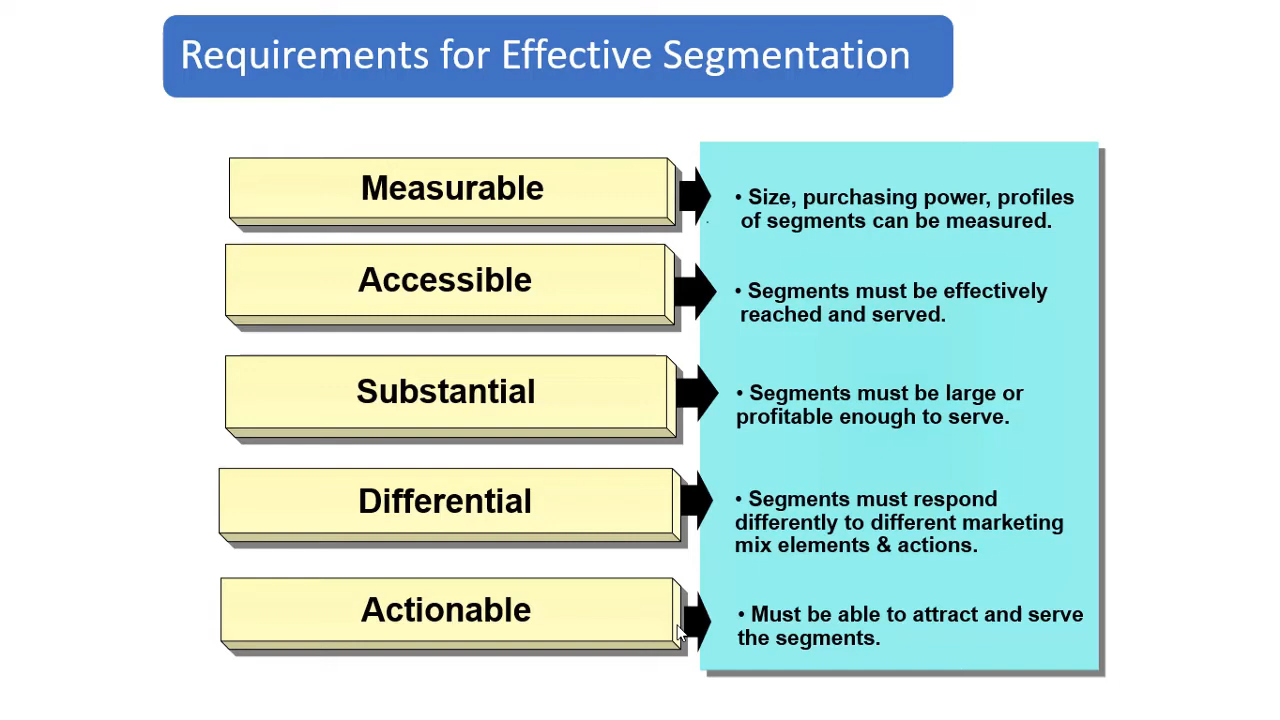 Requirements for Effective Segmentation
Measurable
• Size, purchasing power, profiles
of segments can be measured.
Accessible
• Segments must be effectively
reached and served.
Substantial
• Segments must be large or
profitable enough to serve.
Differential
• Segments must respond
differently to different marketing
mix elements & actions.
Actionable
• Must be able to attract and serve
the segments.